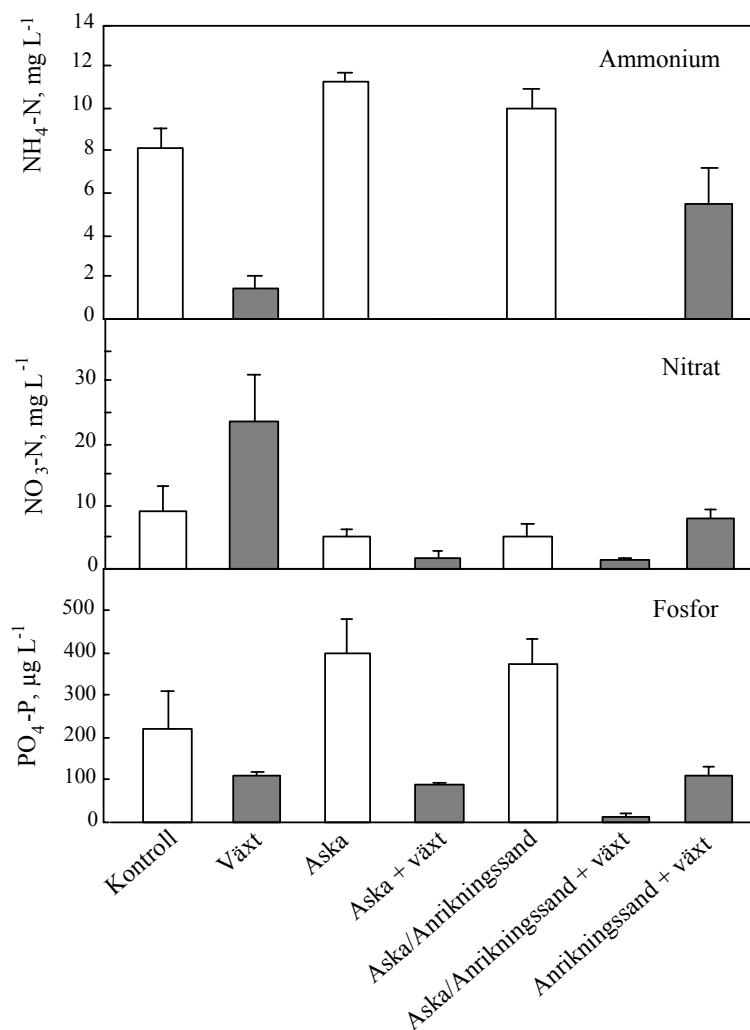 14
12
10
8
6
4
2
0
NH₄-N, mg L⁻¹
Ammonium
30
20
10
0
NO₃-N, mg L⁻¹
Nitrat
500
400
300
200
100
0
PO₄-P, µg L⁻¹
Fosfor
Kontroll
Växt
Aska
Aska + växt
Aska/Anrikningssand
Aska/Anrikningssand + växt
Anrikningssand + växt